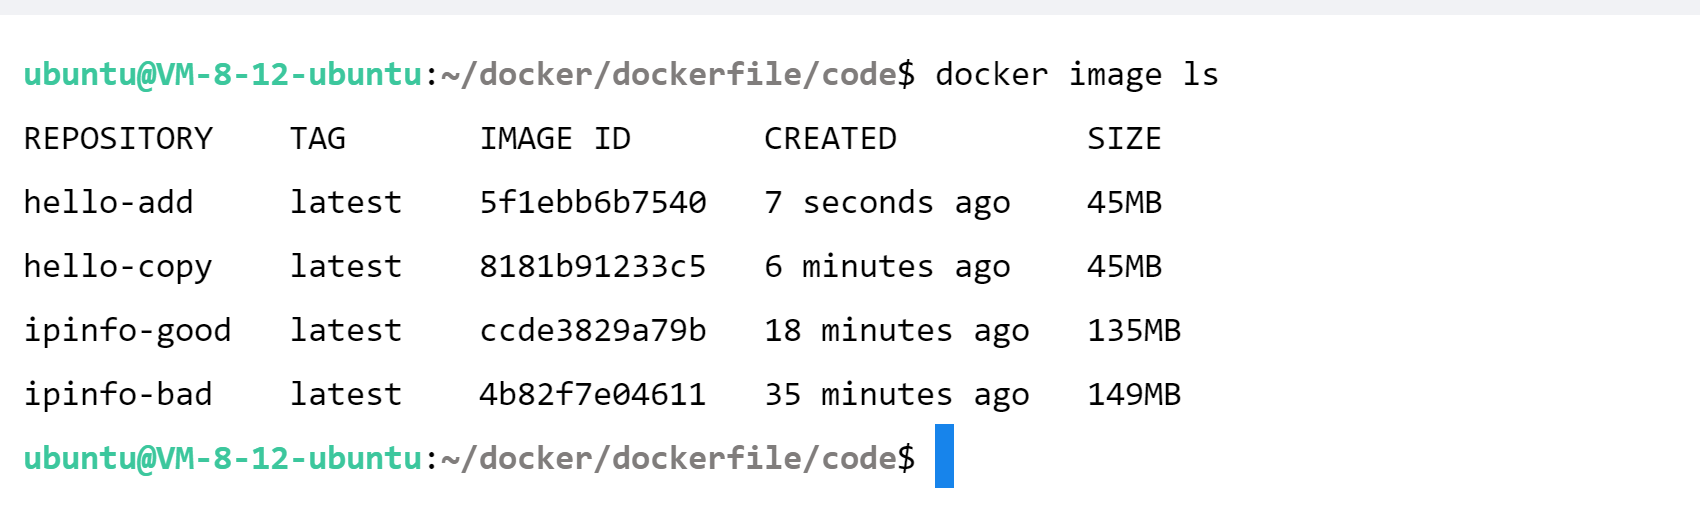 ubuntu@VM-8-12-ubuntu:~/docker/dockerfile/code$ docker image ls
REPOSITORY    TAG       IMAGE ID       CREATED          SIZE
hello-add     latest    5f1ebb6b7540   7 seconds ago    45MB
hello-copy    latest    8181b91233c5   6 minutes ago    45MB
ipinfo-good   latest    ccde3829a79b   18 minutes ago   135MB
ipinfo-bad    latest    4b82f7e04611   35 minutes ago   149MB
ubuntu@VM-8-12-ubuntu:~/docker/dockerfile/code$